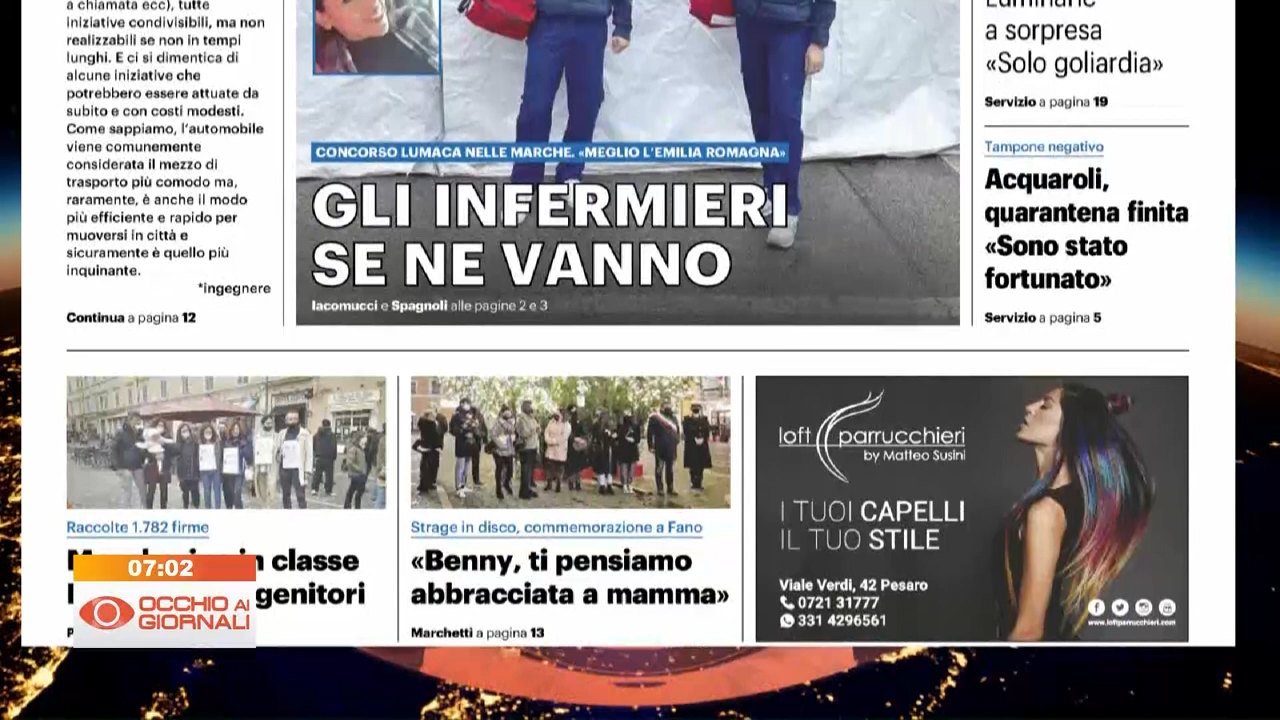 a chiamata ecc), tutte
iniziative condivisibili, ma non
realizzabili se non in tempi
lunghi. E ci si dimentica di
alcune iniziative che
potrebbero essere attuate da
subito e con costi modesti.
Come sappiamo, l'automobile
viene comunemente
considerata il mezzo di
trasporto più comodo ma,
raramente, è anche il modo
più efficiente e rapido per
muoversi in città e
sicuramente è quello più
inquinante.
*ingegnere
Continua a pagina 12
CONCORSO LUMACA NELLE MARCHE. «MEGLIO L'EMILIA ROMAGNA»
GLI INFERMIERI
SE NE VANNO
Iacomucci e Spagnoli alle pagine 2 e 3
Luminarie
a sorpresa
«Solo goliardia»
Servizio a pagina 19
Tampone negativo
Acquaroli,
quarantena finita
«Sono stato
fortunato»
Servizio a pagina 5
Raccolte 1.782 firme
in classe
genitori
Strage in disco, commemorazione a Fano
«Benny, ti pensiamo
abbracciata a mamma»
Marchetti a pagina 13
loft parrucchieri
by Matteo Susini
I TUOI CAPELLI
IL TUO STILE
Viale Verdi, 42 Pesaro
0721 31777
331 4296561
www.loftparrucchieri.com
07:02
OCCHIO AI
GIORNALI